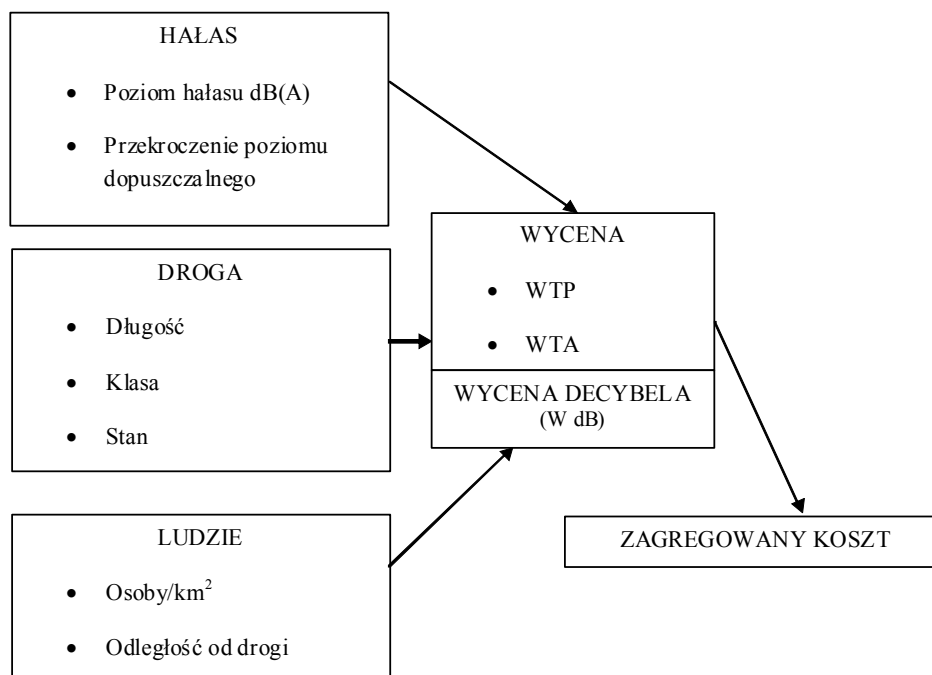 HAŁAS
• Poziom hałasu dB(A)
• Przekroczenie poziomu
dopuszczalnego
DROGA
• Długość
• Klasa
• Stan
LUDZIE
• Osoby/km²
• Odległość od drogi
WYCENA
• WTP
• WTA
WYCENA DECYBELA
(W dB)
ZAGREGOWANY KOSZT